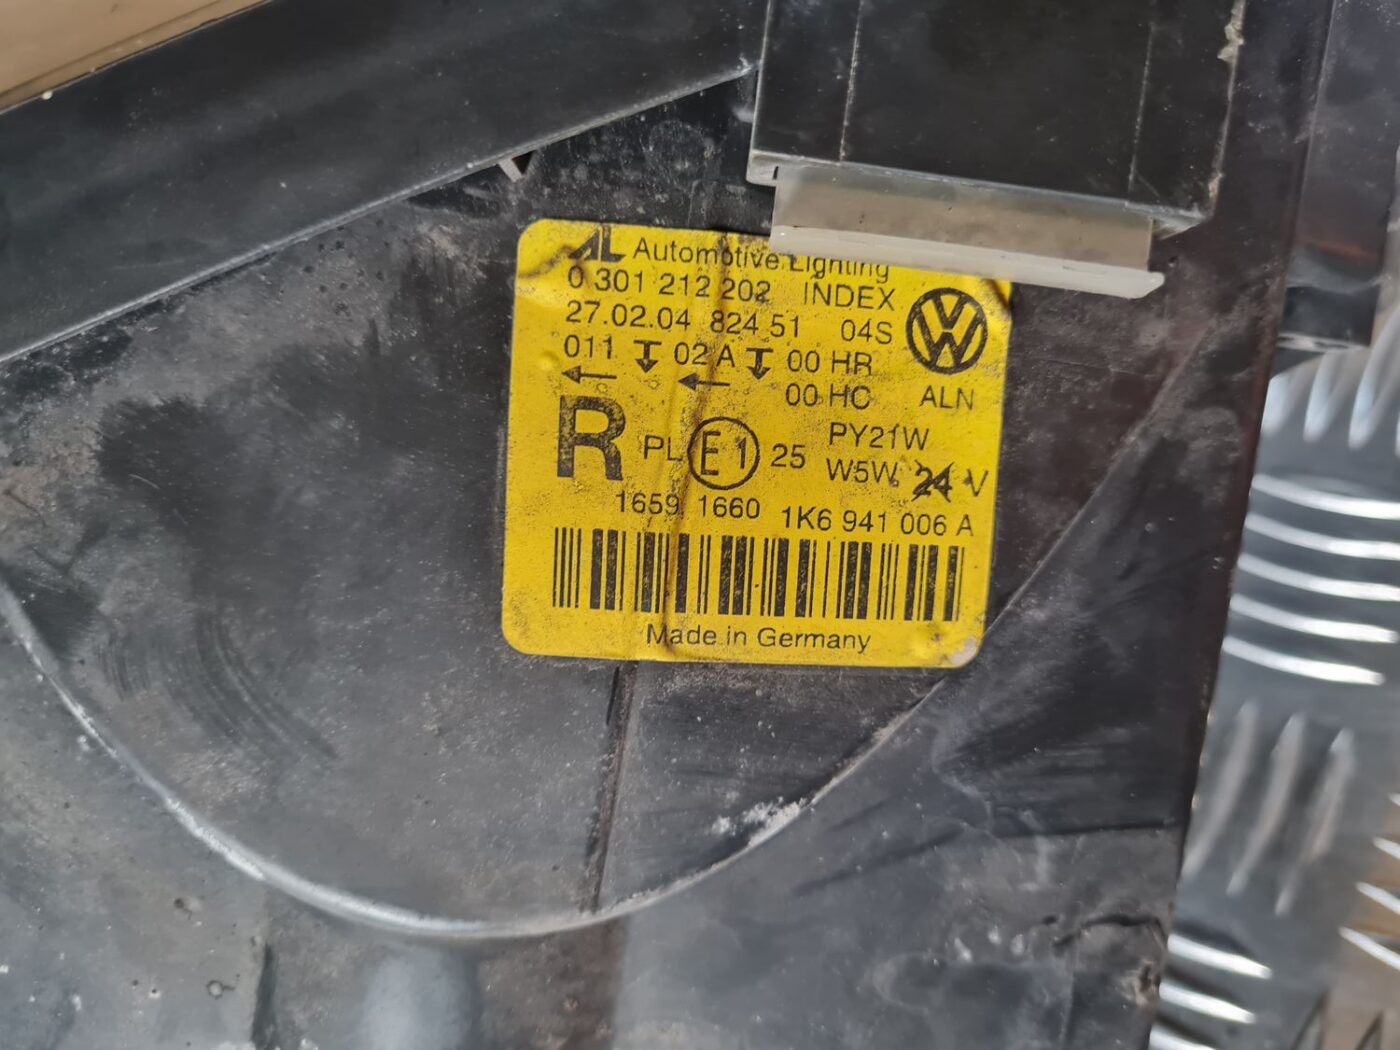 AL Automotive Lighting
0 301 212 202 INDEX
27.02.04 824 51 04S
011 02 A 00 HR
00 HC ALN
R PL E1 25 PY21W
W5W 24 V
1659 1660 1K6 941 006 A
Made in Germany